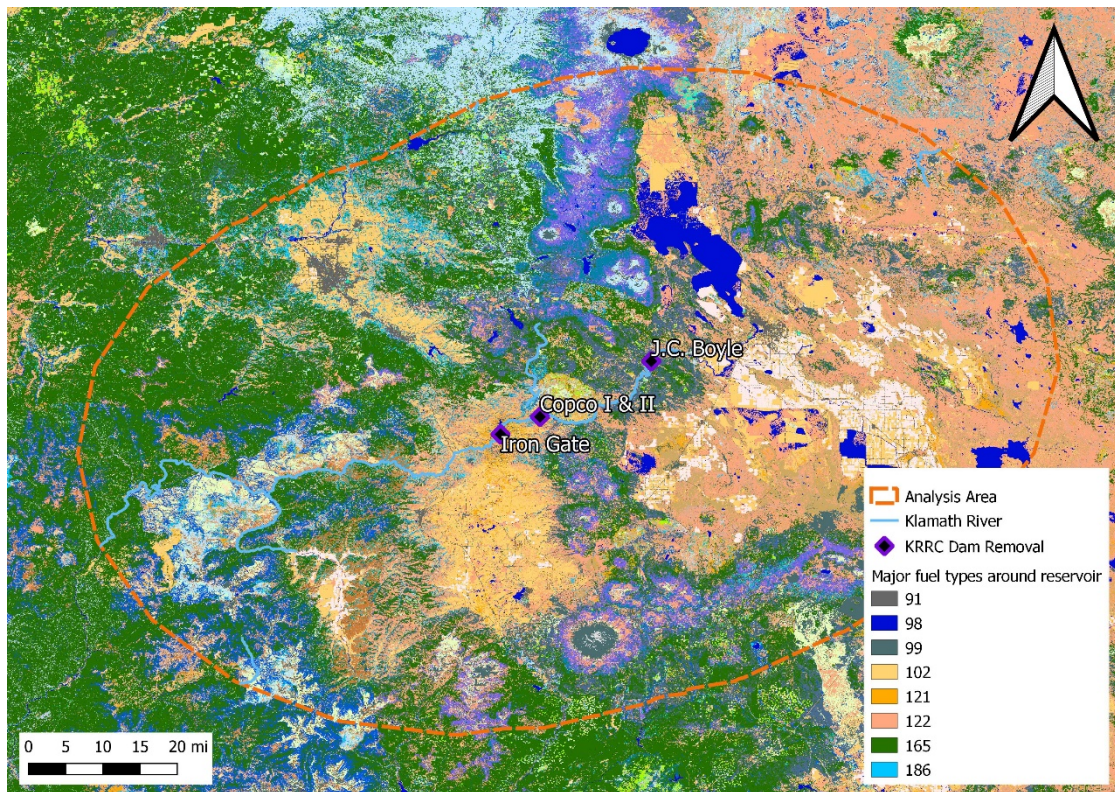 J.C. Boyle
Copco I & II
Iron Gate
Analysis Area
Klamath River
KRRC Dam Removal
Major fuel types around reservoir
91
98
99
102
121
122
165
186
0 5 10 15 20 mi